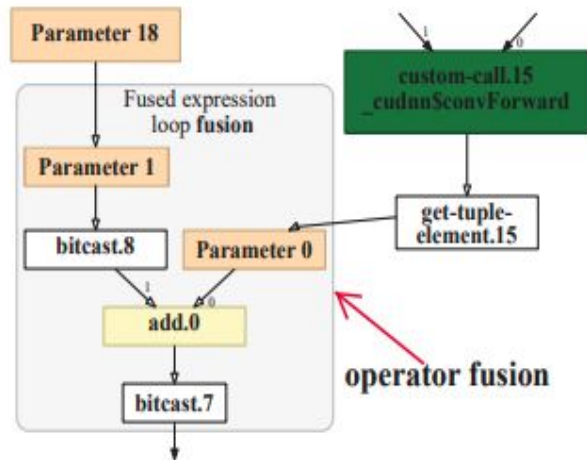 Parameter 18
1
0
custom-call.15
_cudnn$convForward
Fused expression
loop fusion
Parameter 1
get-tuple-
element.15
bitcast.8
Parameter 0
1
0
add.0
operator fusion
bitcast.7